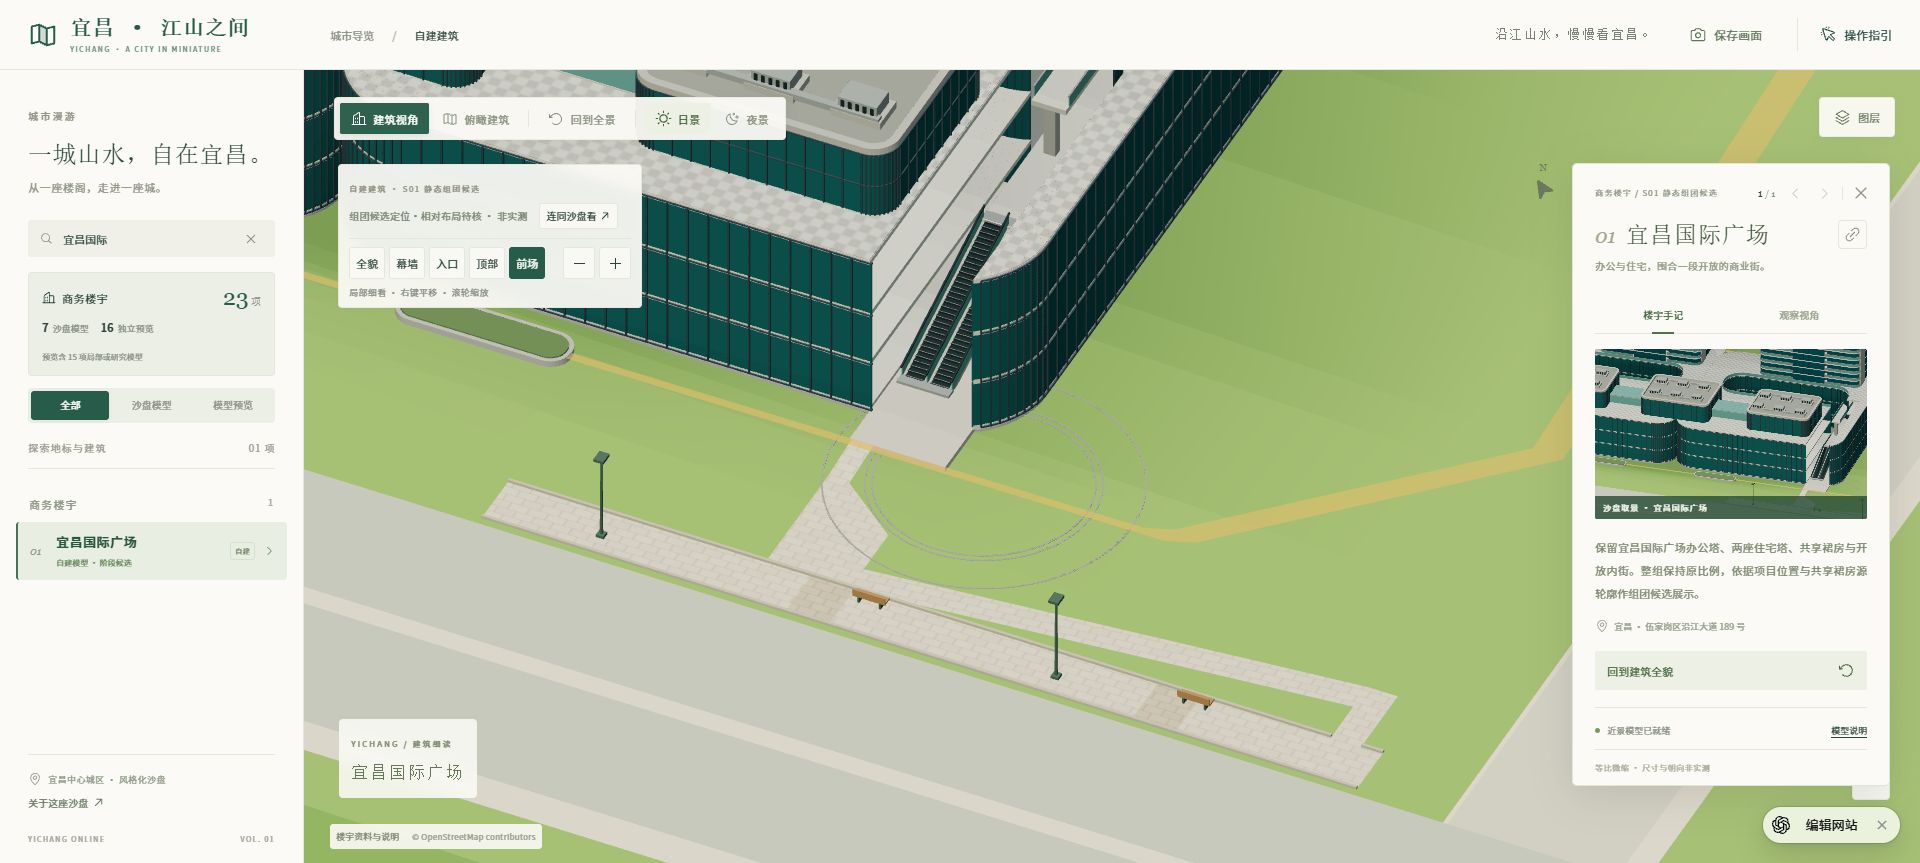 宜昌 • 江山之间
YICHANG • A CITY IN MINIATURE
城市导览 / 自建建筑
沿江山水，慢慢看宜昌。
保存画面
操作指引
城市漫游
一城山水，自在宜昌。
从一座楼阁，走进一座城。
宜昌国际
商务楼宇
23 项
7 沙盘模型 16 独立预览
预览含 15 项局部或研究模型
全部 沙盘模型 模型预览
探索地标与建筑 01 项
商务楼宇 1
01 宜昌国际广场
自建
自建模型 • 阶段候选
宜昌中心城区 • 风格化沙盘
关于这座沙盘
YICHANG ONLINE VOL. 01
建筑视角 俯瞰建筑 回到全景 日景 夜景
自建建筑 • S01 静态组团候选
组团候选定位 • 相对布局待核 • 非实测 连同沙盘看
全貌 幕墙 入口 顶部 前场
局部细看 • 右键平移 • 滚轮缩放
图层
N
YICHANG / 建筑细读
宜昌国际广场
楼宇资料与说明 © OpenStreetMap contributors
商务楼宇 / S01 静态组团候选 1 / 1
01 宜昌国际广场
办公与住宅，围合一段开放的商业街。
楼宇手记 观察视角
沙盘取景 • 宜昌国际广场
保留宜昌国际广场办公塔、两座住宅塔、共享裙房与开
放内街。整组保持原比例，依据项目位置与共享裙房源
轮廓作组团候选展示。
宜昌 • 伍家岗区沿江大道 189 号
回到建筑全貌
近景模型已就绪 模型说明
等比微缩 • 尺寸与朝向非实测
编辑网站